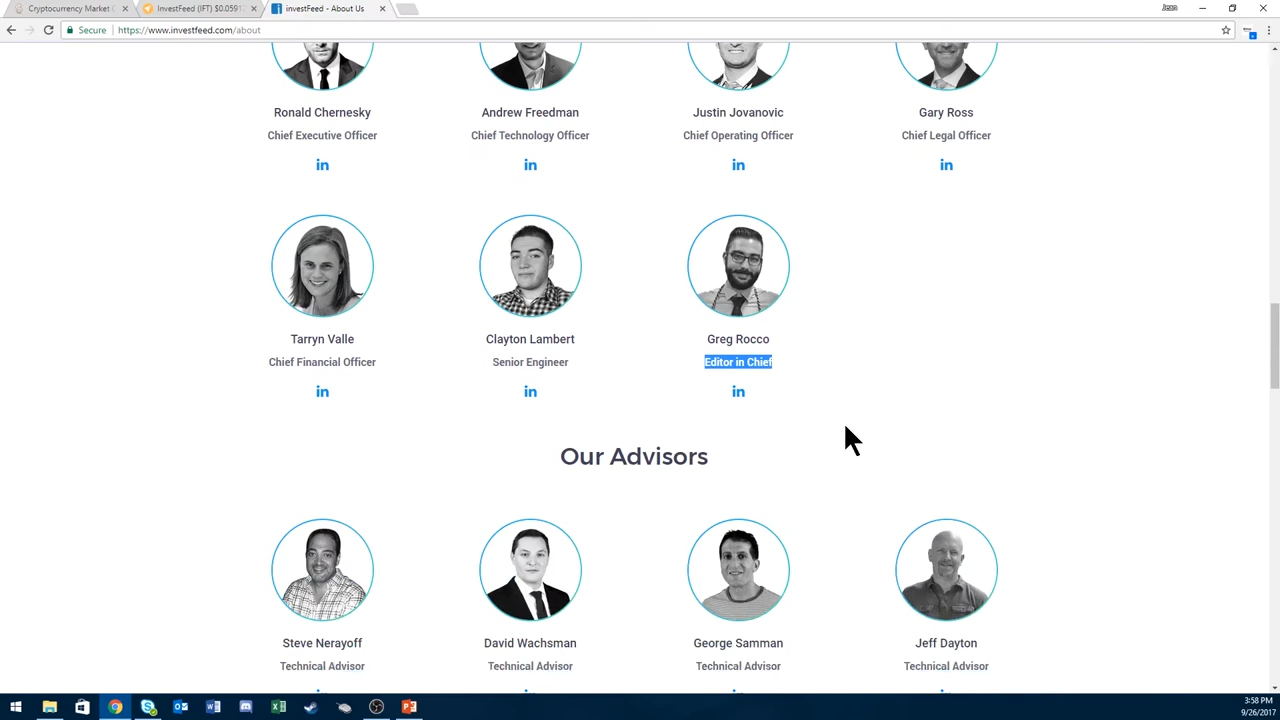 Cryptocurrency Market C
InvestFeed (IFT) $0.0591
investFeed - About Us
Secure
https://www.investfeed.com/about
Ronald Chernesky
Andrew Freedman
Justin Jovanovic
Gary Ross
Chief Executive Officer
Chief Technology Officer
Chief Operating Officer
Chief Legal Officer
in
in
in
in
Tarryn Valle
Clayton Lambert
Greg Rocco
Chief Financial Officer
Senior Engineer
Editor in Chief
in
in
in
Our Advisors
Steve Nerayoff
David Wachsman
George Samman
Jeff Dayton
Technical Advisor
Technical Advisor
Technical Advisor
Technical Advisor
3:58 PM
9/26/2017